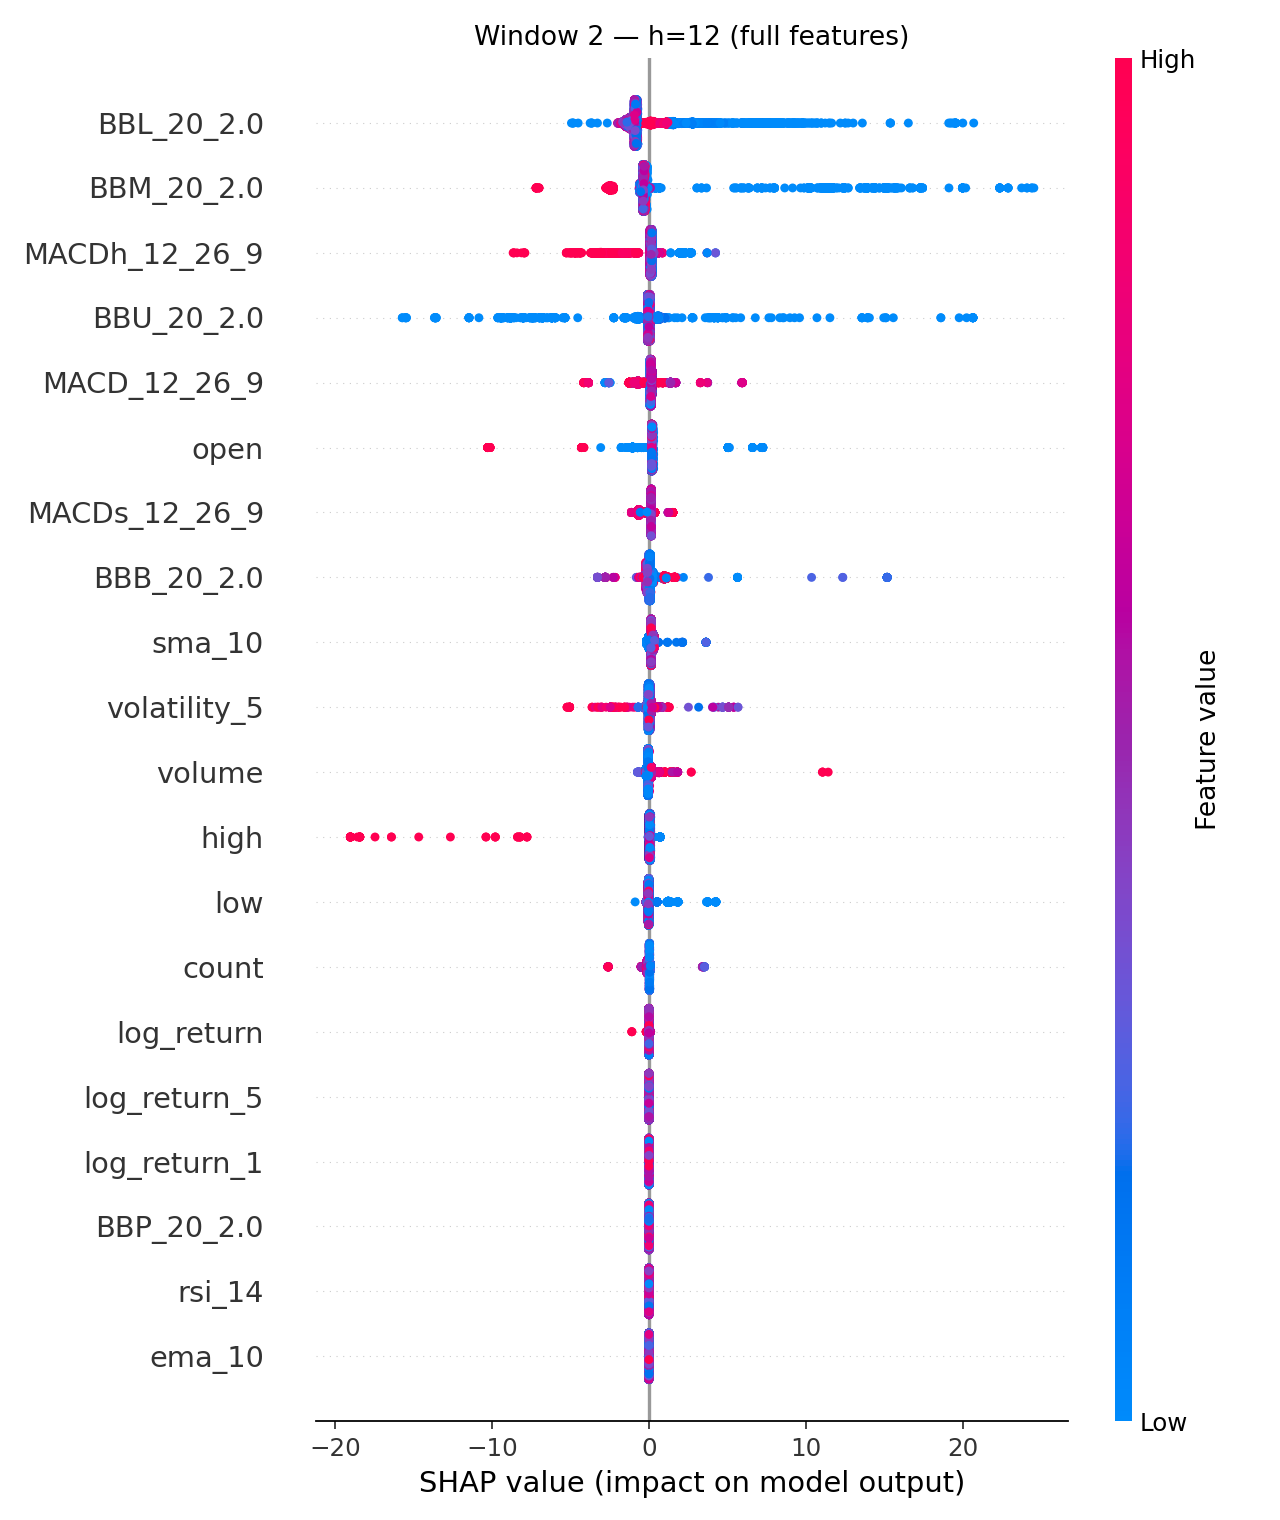 Window 2 — h=12 (full features)
High
BBL_20_2.0
BBM_20_2.0
MACDh_12_26_9
BBU_20_2.0
MACD_12_26_9
open
MACDs_12_26_9
BBB_20_2.0
sma_10
volatility_5
volume
high
low
count
log_return
log_return_5
log_return_1
BBP_20_2.0
rsi_14
ema_10
Feature value
Low
−20 −10 0 10 20
SHAP value (impact on model output)